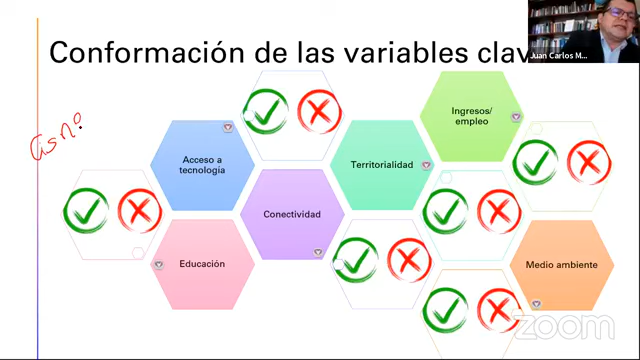 Conformación de las variables clav
Juan Carlos M...
Ingresos/
empleo
Acceso a
tecnología
Territorialidad
Conectividad
Educación
Medio ambiente
zoom